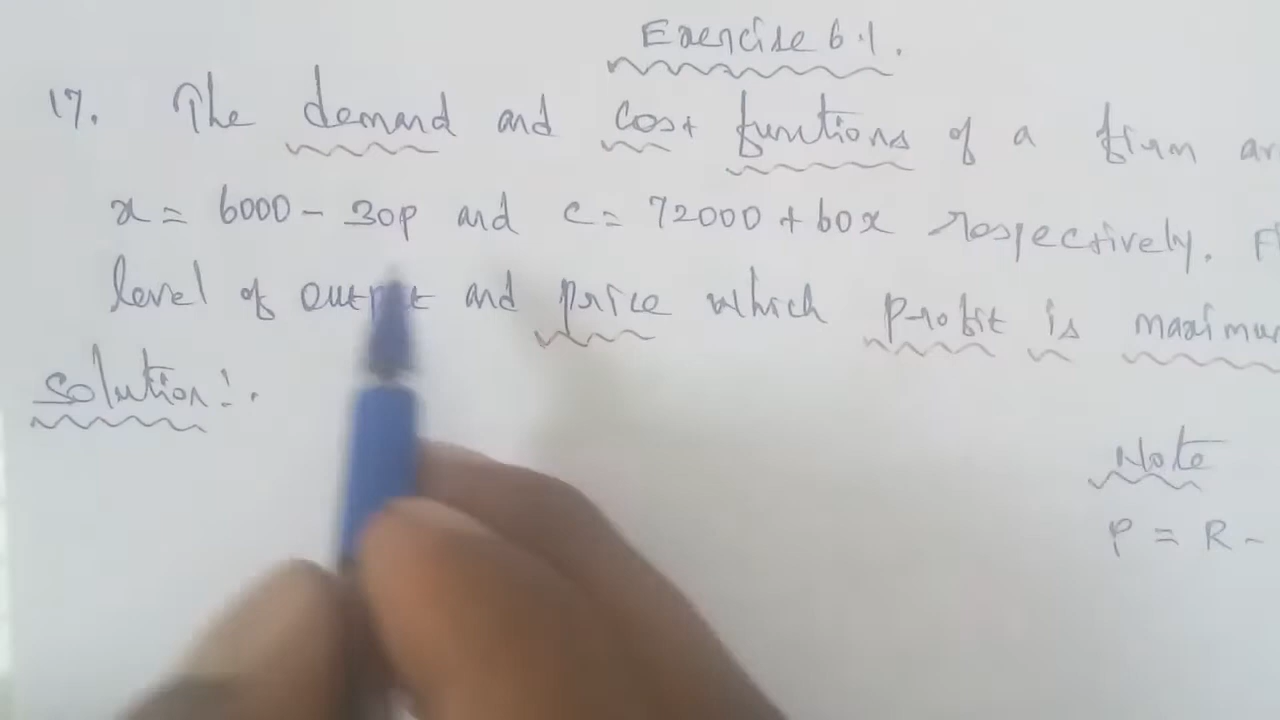 Exercise 6.1.
17. The demand and cost functions of a firm ar
x = 6000 - 30p and c = 72000 + 60x respectively. F
level of output and price which profit is maximu
Solution:.
Note
P = R -